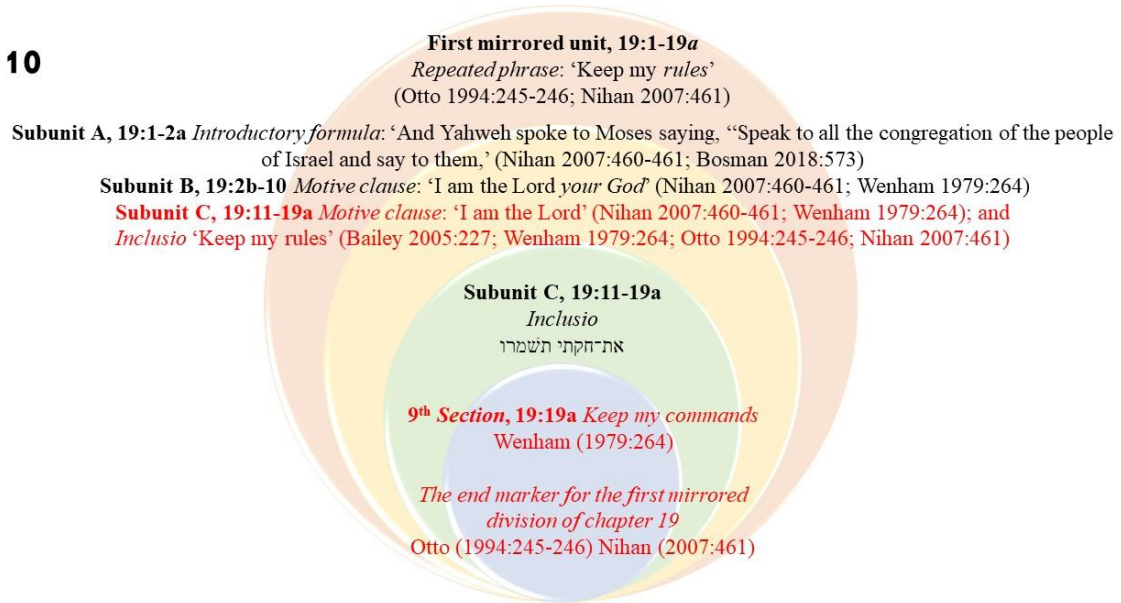 10
First mirrored unit, 19:1-19a
Repeated phrase: ‘Keep my rules’
(Otto 1994:245-246; Nihan 2007:461)
Subunit A, 19:1-2a Introductory formula: ‘And Yahweh spoke to Moses saying, “Speak to all the congregation of the people
of Israel and say to them,’ (Nihan 2007:460-461; Bosman 2018:573)
Subunit B, 19:2b-10 Motive clause: ‘I am the Lord your God’ (Nihan 2007:460-461; Wenham 1979:264)
Subunit C, 19:11-19a Motive clause: ‘I am the Lord’ (Nihan 2007:460-461; Wenham 1979:264); and
Inclusio ‘Keep my rules’ (Bailey 2005:227; Wenham 1979:264; Otto 1994:245-246; Nihan 2007:461)
Subunit C, 19:11-19a
Inclusio
את־חקתי תשׁמרו
9th Section, 19:19a Keep my commands
Wenham (1979:264)
The end marker for the first mirrored
division of chapter 19
Otto (1994:245-246) Nihan (2007:461)